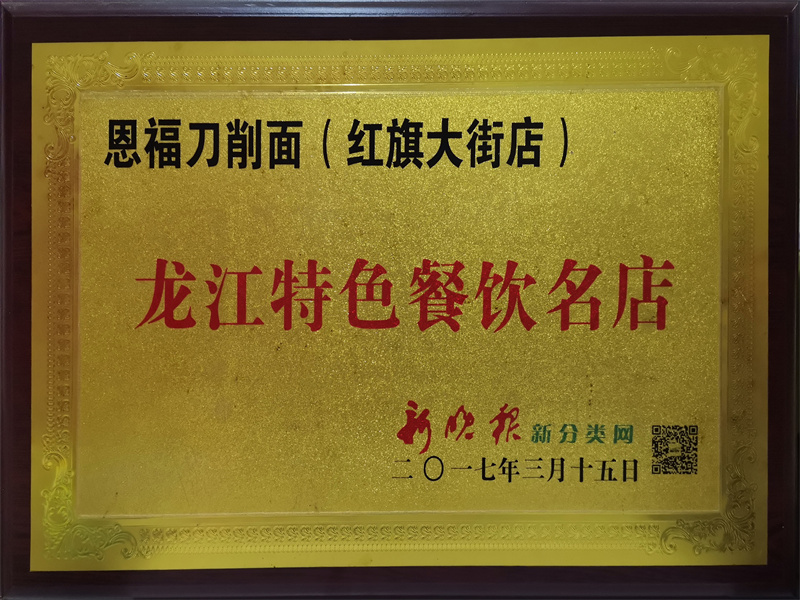 恩福刀削面（红旗大街店）
龙江特色餐饮名店
新晚报 新分类网
二〇一七年三月十五日